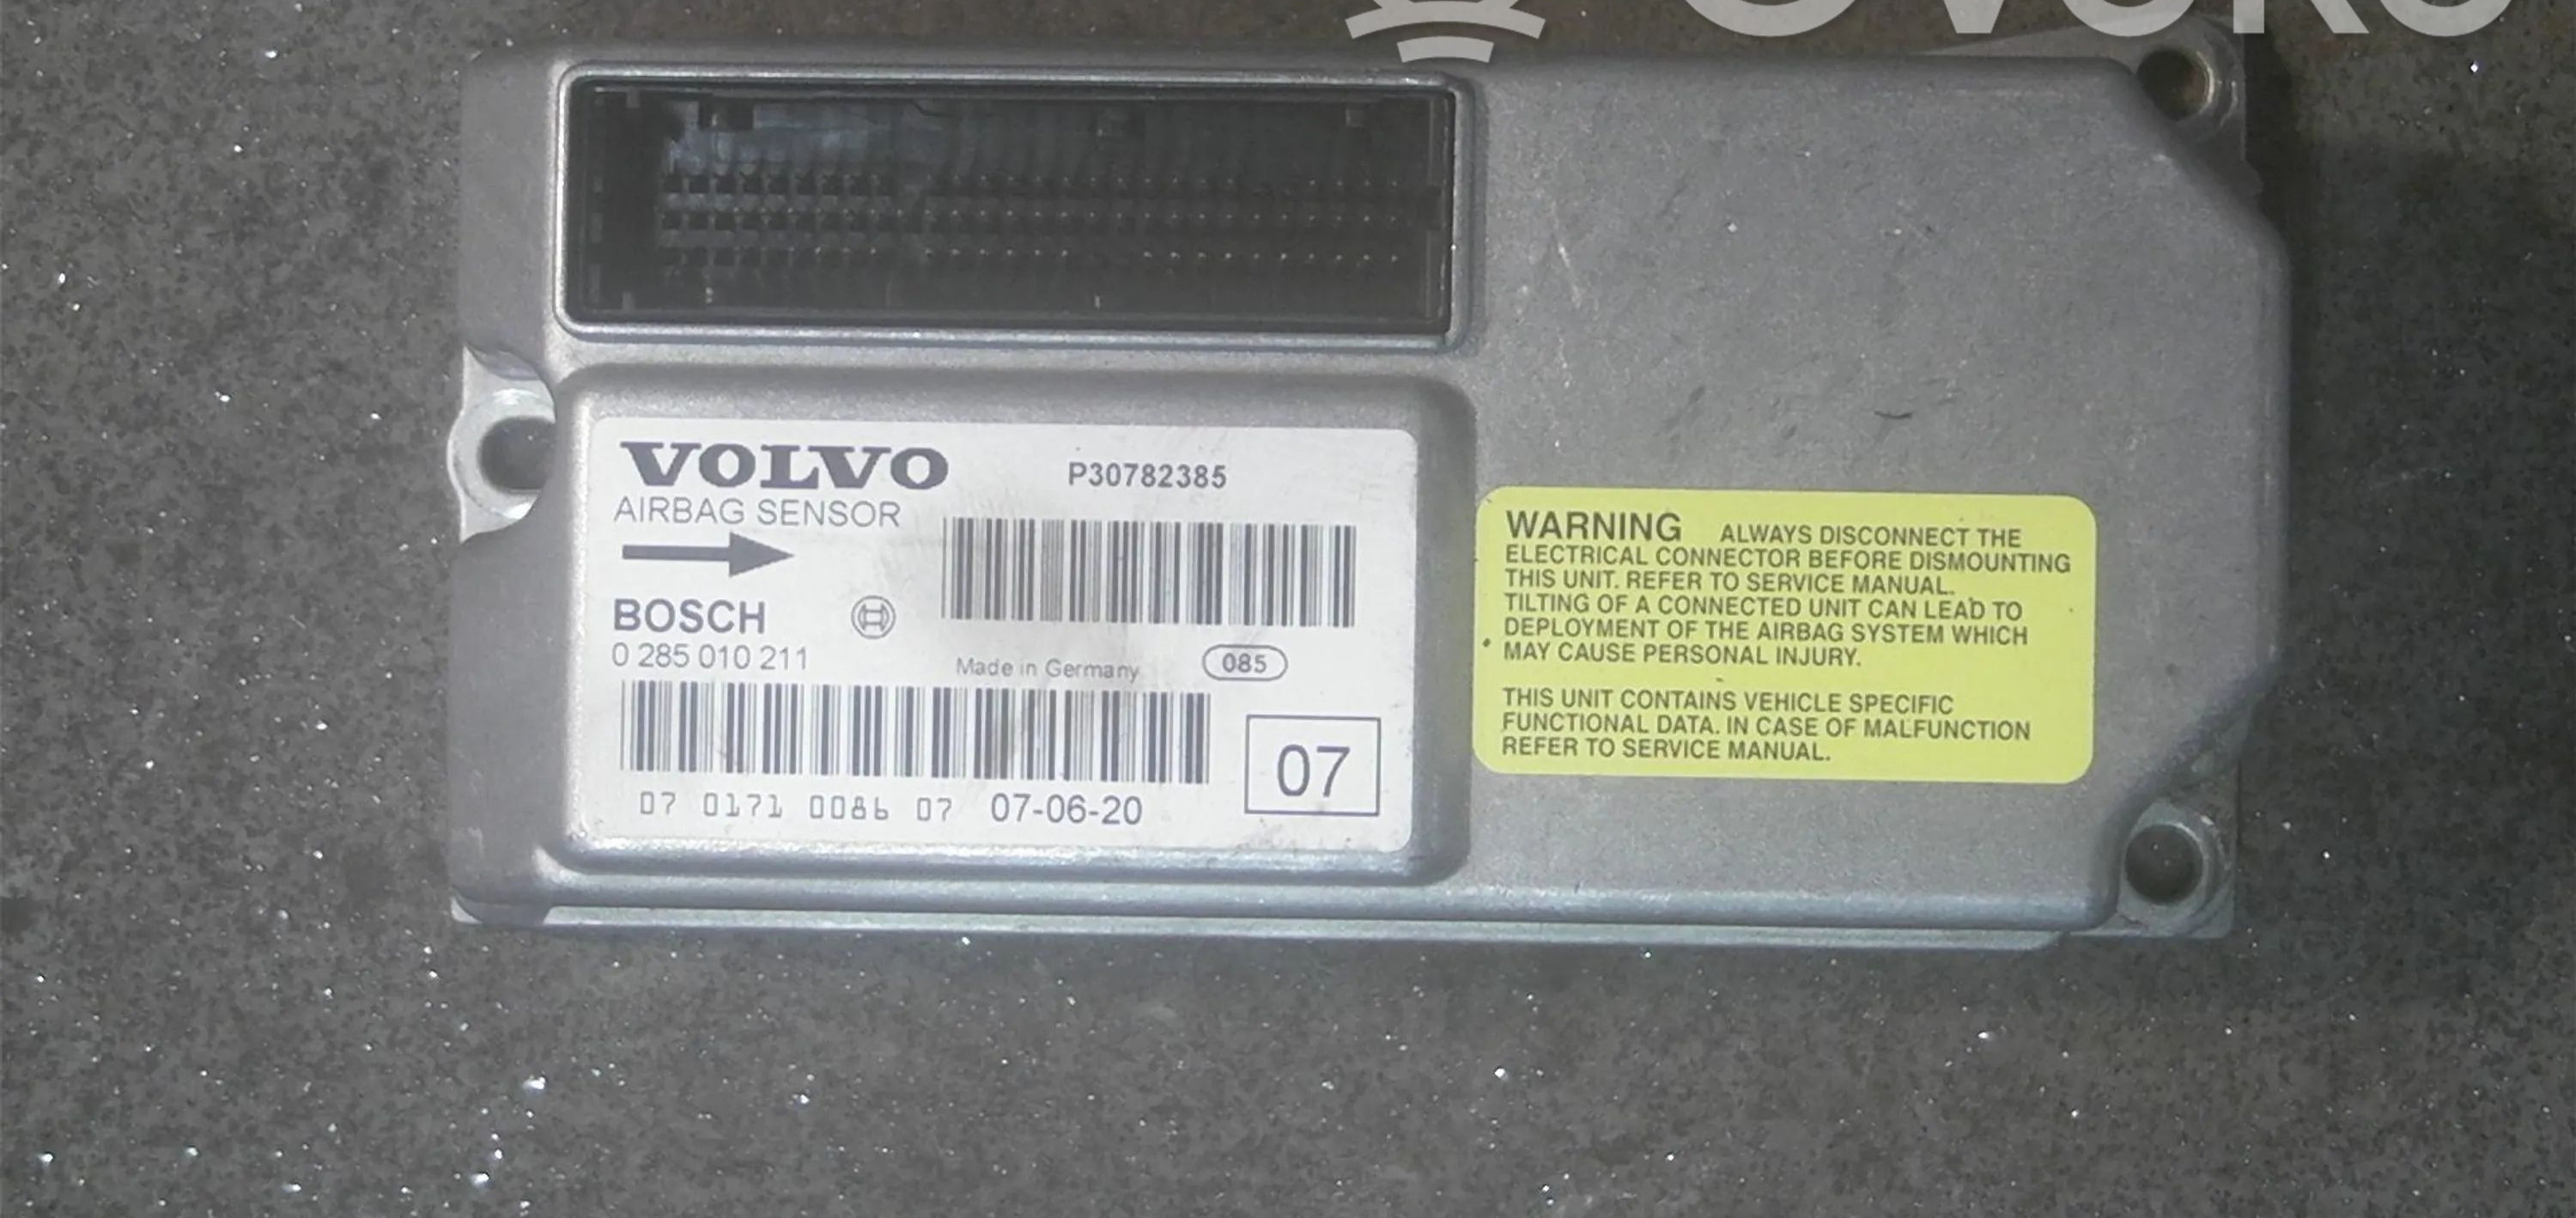 VOLVO
P30782385
AIRBAG SENSOR
BOSCH
0 285 010 211
Made in Germany
085
07
07 0171 0086 07 07-06-20
WARNING ALWAYS DISCONNECT THE
ELECTRICAL CONNECTOR BEFORE DISMOUNTING
THIS UNIT. REFER TO SERVICE MANUAL.
TILTING OF A CONNECTED UNIT CAN LEAD TO
DEPLOYMENT OF THE AIRBAG SYSTEM WHICH
MAY CAUSE PERSONAL INJURY.
THIS UNIT CONTAINS VEHICLE SPECIFIC
FUNCTIONAL DATA. IN CASE OF MALFUNCTION
REFER TO SERVICE MANUAL.